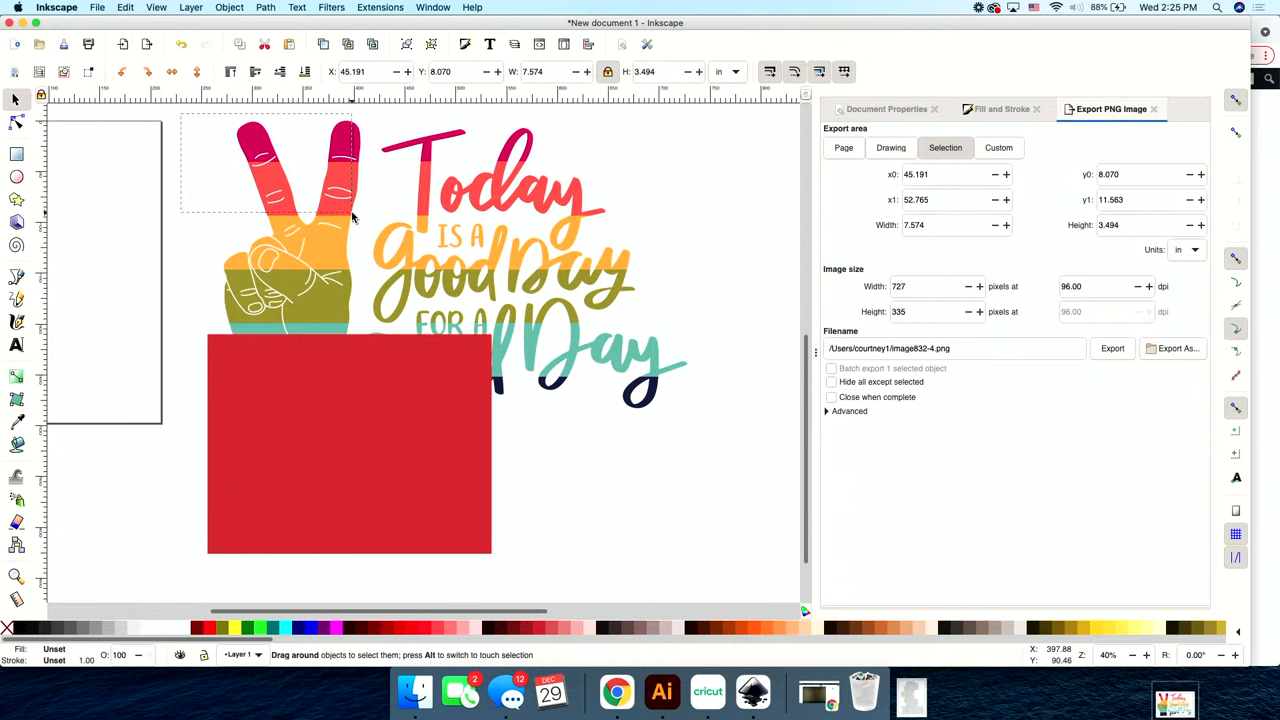 Inkscape File Edit View Layer Object Path Text Filters Extensions Window Help 88% Wed 2:25 PM
*New document 1 - Inkscape
X: 45.191 Y: 8.070 W: 7.574 H: 3.494 in
Document Properties Fill and Stroke Export PNG Image
Export area
Page Drawing Selection Custom
x0: 45.191 y0: 8.070
x1: 52.765 y1: 11.563
Width: 7.574 Height: 3.494
Units: in
Image size
Width: 727 pixels at 96.00 dpi
Height: 335 pixels at 96.00 dpi
Filename
/Users/courtney1/image832-4.png Export Export As...
Batch export 1 selected object
Hide all except selected
Close when complete
Advanced
Today
IS A
Good Day
FOR A
Day
Fill: Unset
Stroke: Unset 1.00
O: 100
Layer 1
Drag around objects to select them; press Alt to switch to touch selection
X: 397.88
Y: 90.46
Z: 40% R: 0.00°
2
12
DEC
29
Ai
cricut